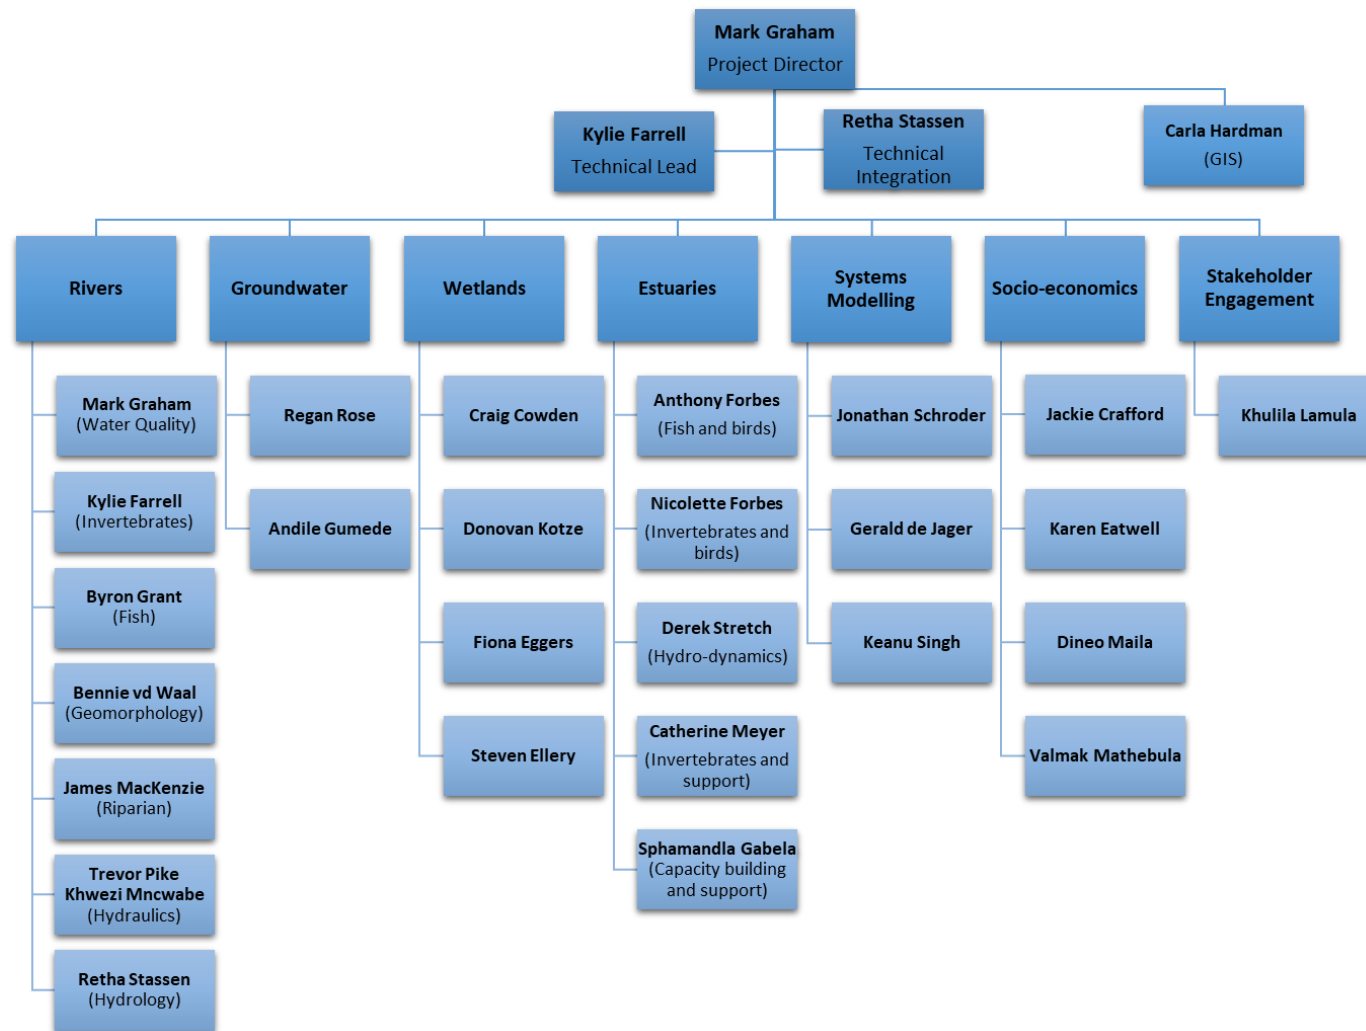 Mark Graham
Project Director
Kylie Farrell
Technical Lead
Retha Stassen
Technical
Integration
Carla Hardman
(GIS)
Rivers
Groundwater
Wetlands
Estuaries
Systems
Modelling
Socio-economics
Stakeholder
Engagement
Mark Graham
(Water Quality)
Kylie Farrell
(Invertebrates)
Byron Grant
(Fish)
Bennie vd Waal
(Geomorphology)
James MacKenzie
(Riparian)
Trevor Pike
Khwezi Mncwabe
(Hydraulics)
Retha Stassen
(Hydrology)
Regan Rose
Andile Gumede
Craig Cowden
Donovan Kotze
Fiona Eggers
Steven Ellery
Anthony Forbes
(Fish and birds)
Nicolette Forbes
(Invertebrates and
birds)
Derek Stretch
(Hydro-dynamics)
Catherine Meyer
(Invertebrates and
support)
Sphamandla Gabela
(Capacity building
and support)
Jonathan Schroder
Gerald de Jager
Keanu Singh
Jackie Crafford
Karen Eatwell
Dineo Maila
Valmak Mathebula
Khulila Lamula